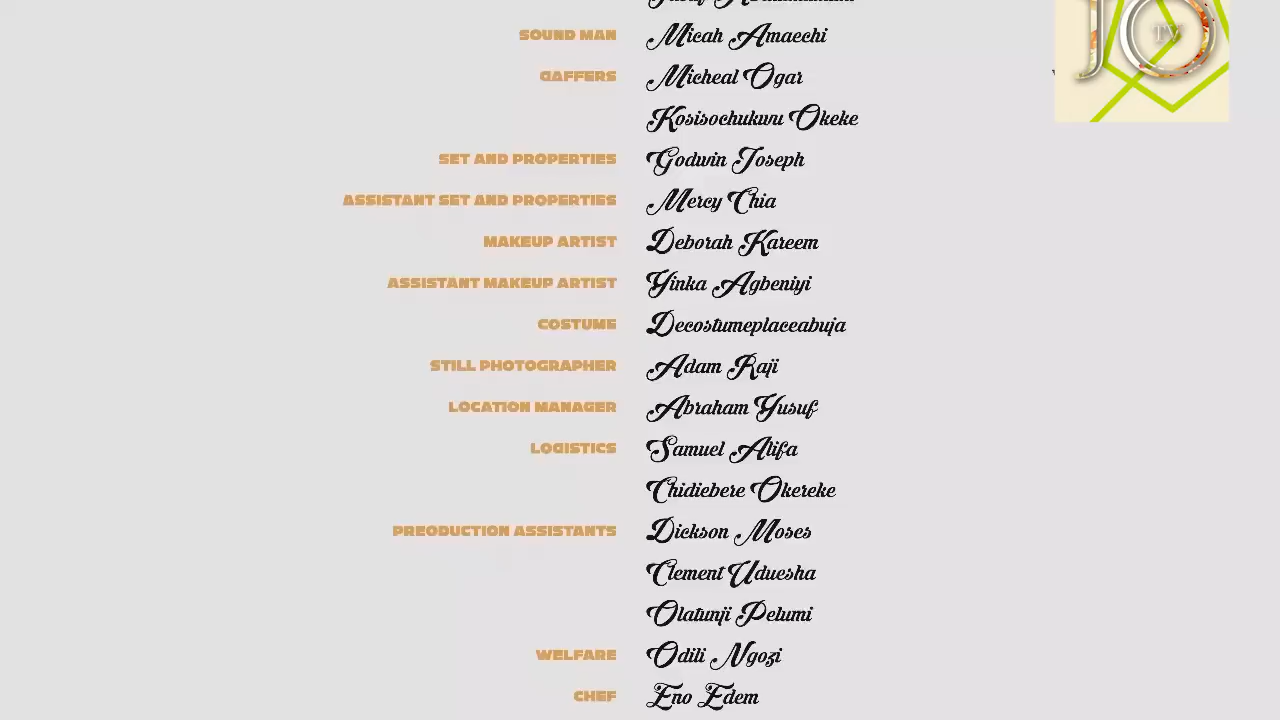 JO
TV
SOUND MAN Micah Amaechi
GAFFERS Micheal Ogar
Kosisochukwu Okeke
SET AND PROPERTIES Godwin Joseph
ASSISTANT SET AND PROPERTIES Mercy Chia
MAKEUP ARTIST Deborah Kareem
ASSISTANT MAKEUP ARTIST Yinka Agbeniyi
COSTUME Decostumeplaceabuja
STILL PHOTOGRAPHER Adam Raji
LOCATION MANAGER Abraham Yusuf
LOGISTICS Samuel Alifa
Chidiebere Okereke
PREODUCTION ASSISTANTS Dickson Moses
Clement Uduesha
Olatunji Pelumi
WELFARE Odili Ngozi
CHEF Eno Edem